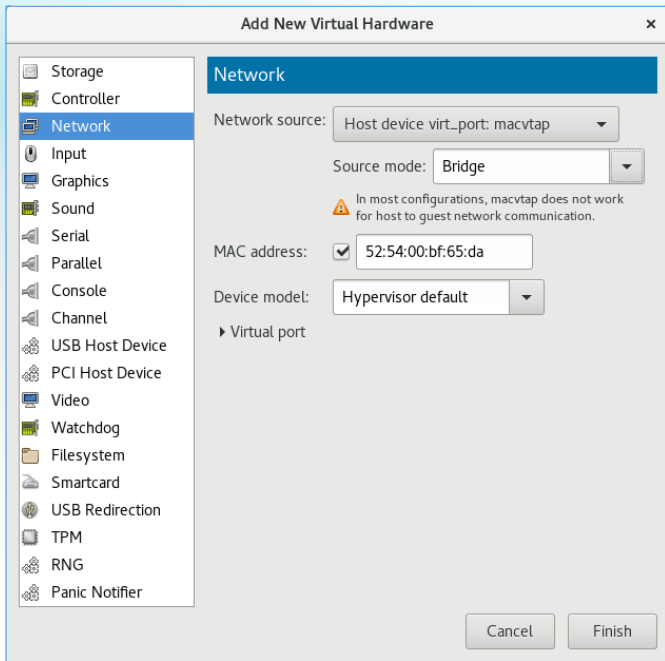 Add New Virtual Hardware
×
Storage
Controller
Network
Input
Graphics
Sound
Serial
Parallel
Console
Channel
USB Host Device
PCI Host Device
Video
Watchdog
Filesystem
Smartcard
USB Redirection
TPM
RNG
Panic Notifier
Network
Network source: Host device virt_port: macvtap
Source mode: Bridge
In most configurations, macvtap does not work
for host to guest network communication.
MAC address: 52:54:00:bf:65:da
Device model: Hypervisor default
Virtual port
Cancel Finish